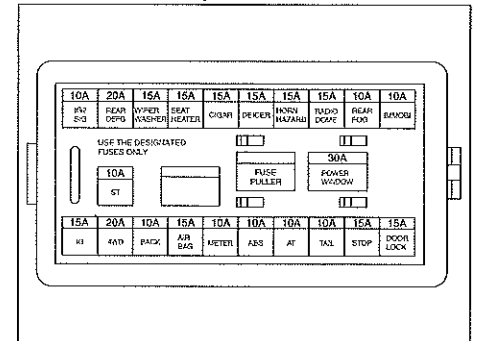 10A 20A 15A 15A 15A 15A 15A 15A 10A 10A
IG2 SIG REAR DEFG WIPER WASHER SEAT HEATER CIGAR DEICER HORN HAZARD RADIO DOME REAR FOG IMMOBI
USE THE DESIGNATED
FUSES ONLY
10A
ST
FUSE
PULLER
30A
POWER
WINDOW
15A 20A 10A 15A 10A 10A 10A 10A 15A 15A
4WD BACK AIR BAG METER ABS AT TAIL STOP DOOR LOCK